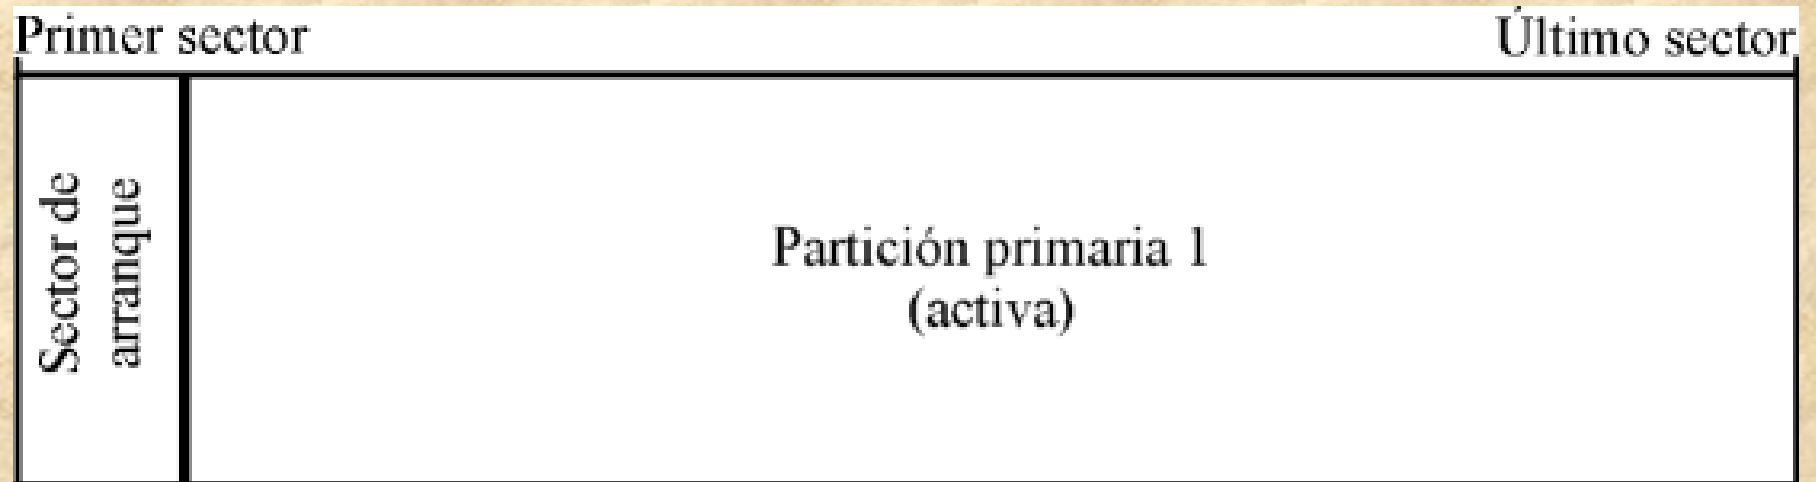 Primer sector
Último sector
Sector de
arranque
Partición primaria 1
(activa)